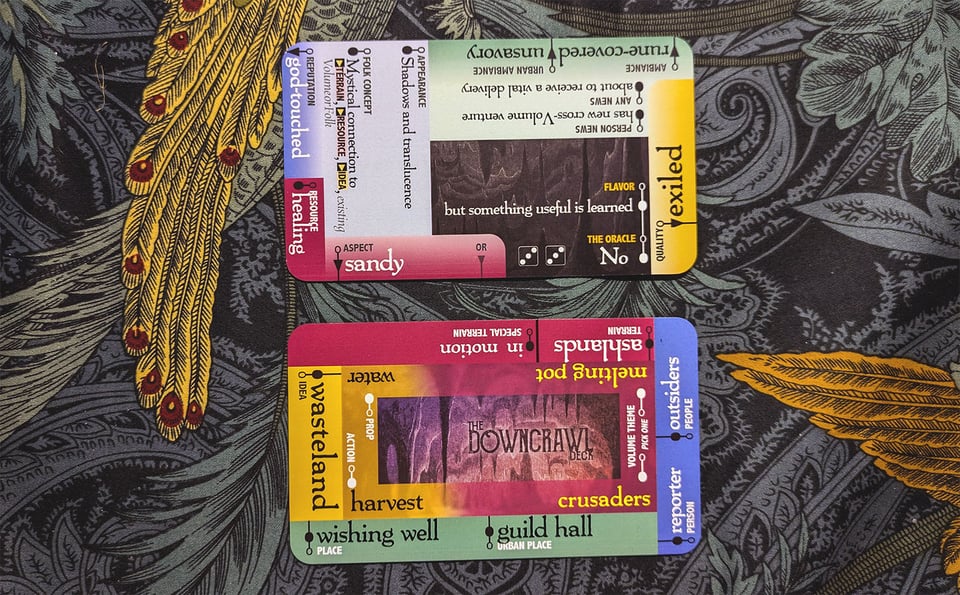 rune-covered
AMBIANCE
unsavory
URBAN AMBIANCE
about to receive a vital delivery
ANY NEWS
has new cross-Volume venture
PERSON NEWS
APPEARANCE
Shadows and translucence
FOLK CONCEPT
Mystical connection to
TERRAIN, RESOURCE, IDEA, existing
Volume or Folk
REPUTATION
god-touched
RESOURCE
healing
ASPECT
sandy
OR
FLAVOR
but something useful is learned
THE ORACLE
No
QUALITY
exiled
ashlands
TERRAIN
in motion
SPECIAL TERRAIN
melting pot
water
PROP
ACTION
harvest
wasteland
IDEA
THE
DOWNCRAWL
DECK
VOLUME THEME
PICK ONE
crusaders
outsiders
PEOPLE
reporter
PERSON
wishing well
PLACE
guild hall
URBAN PLACE